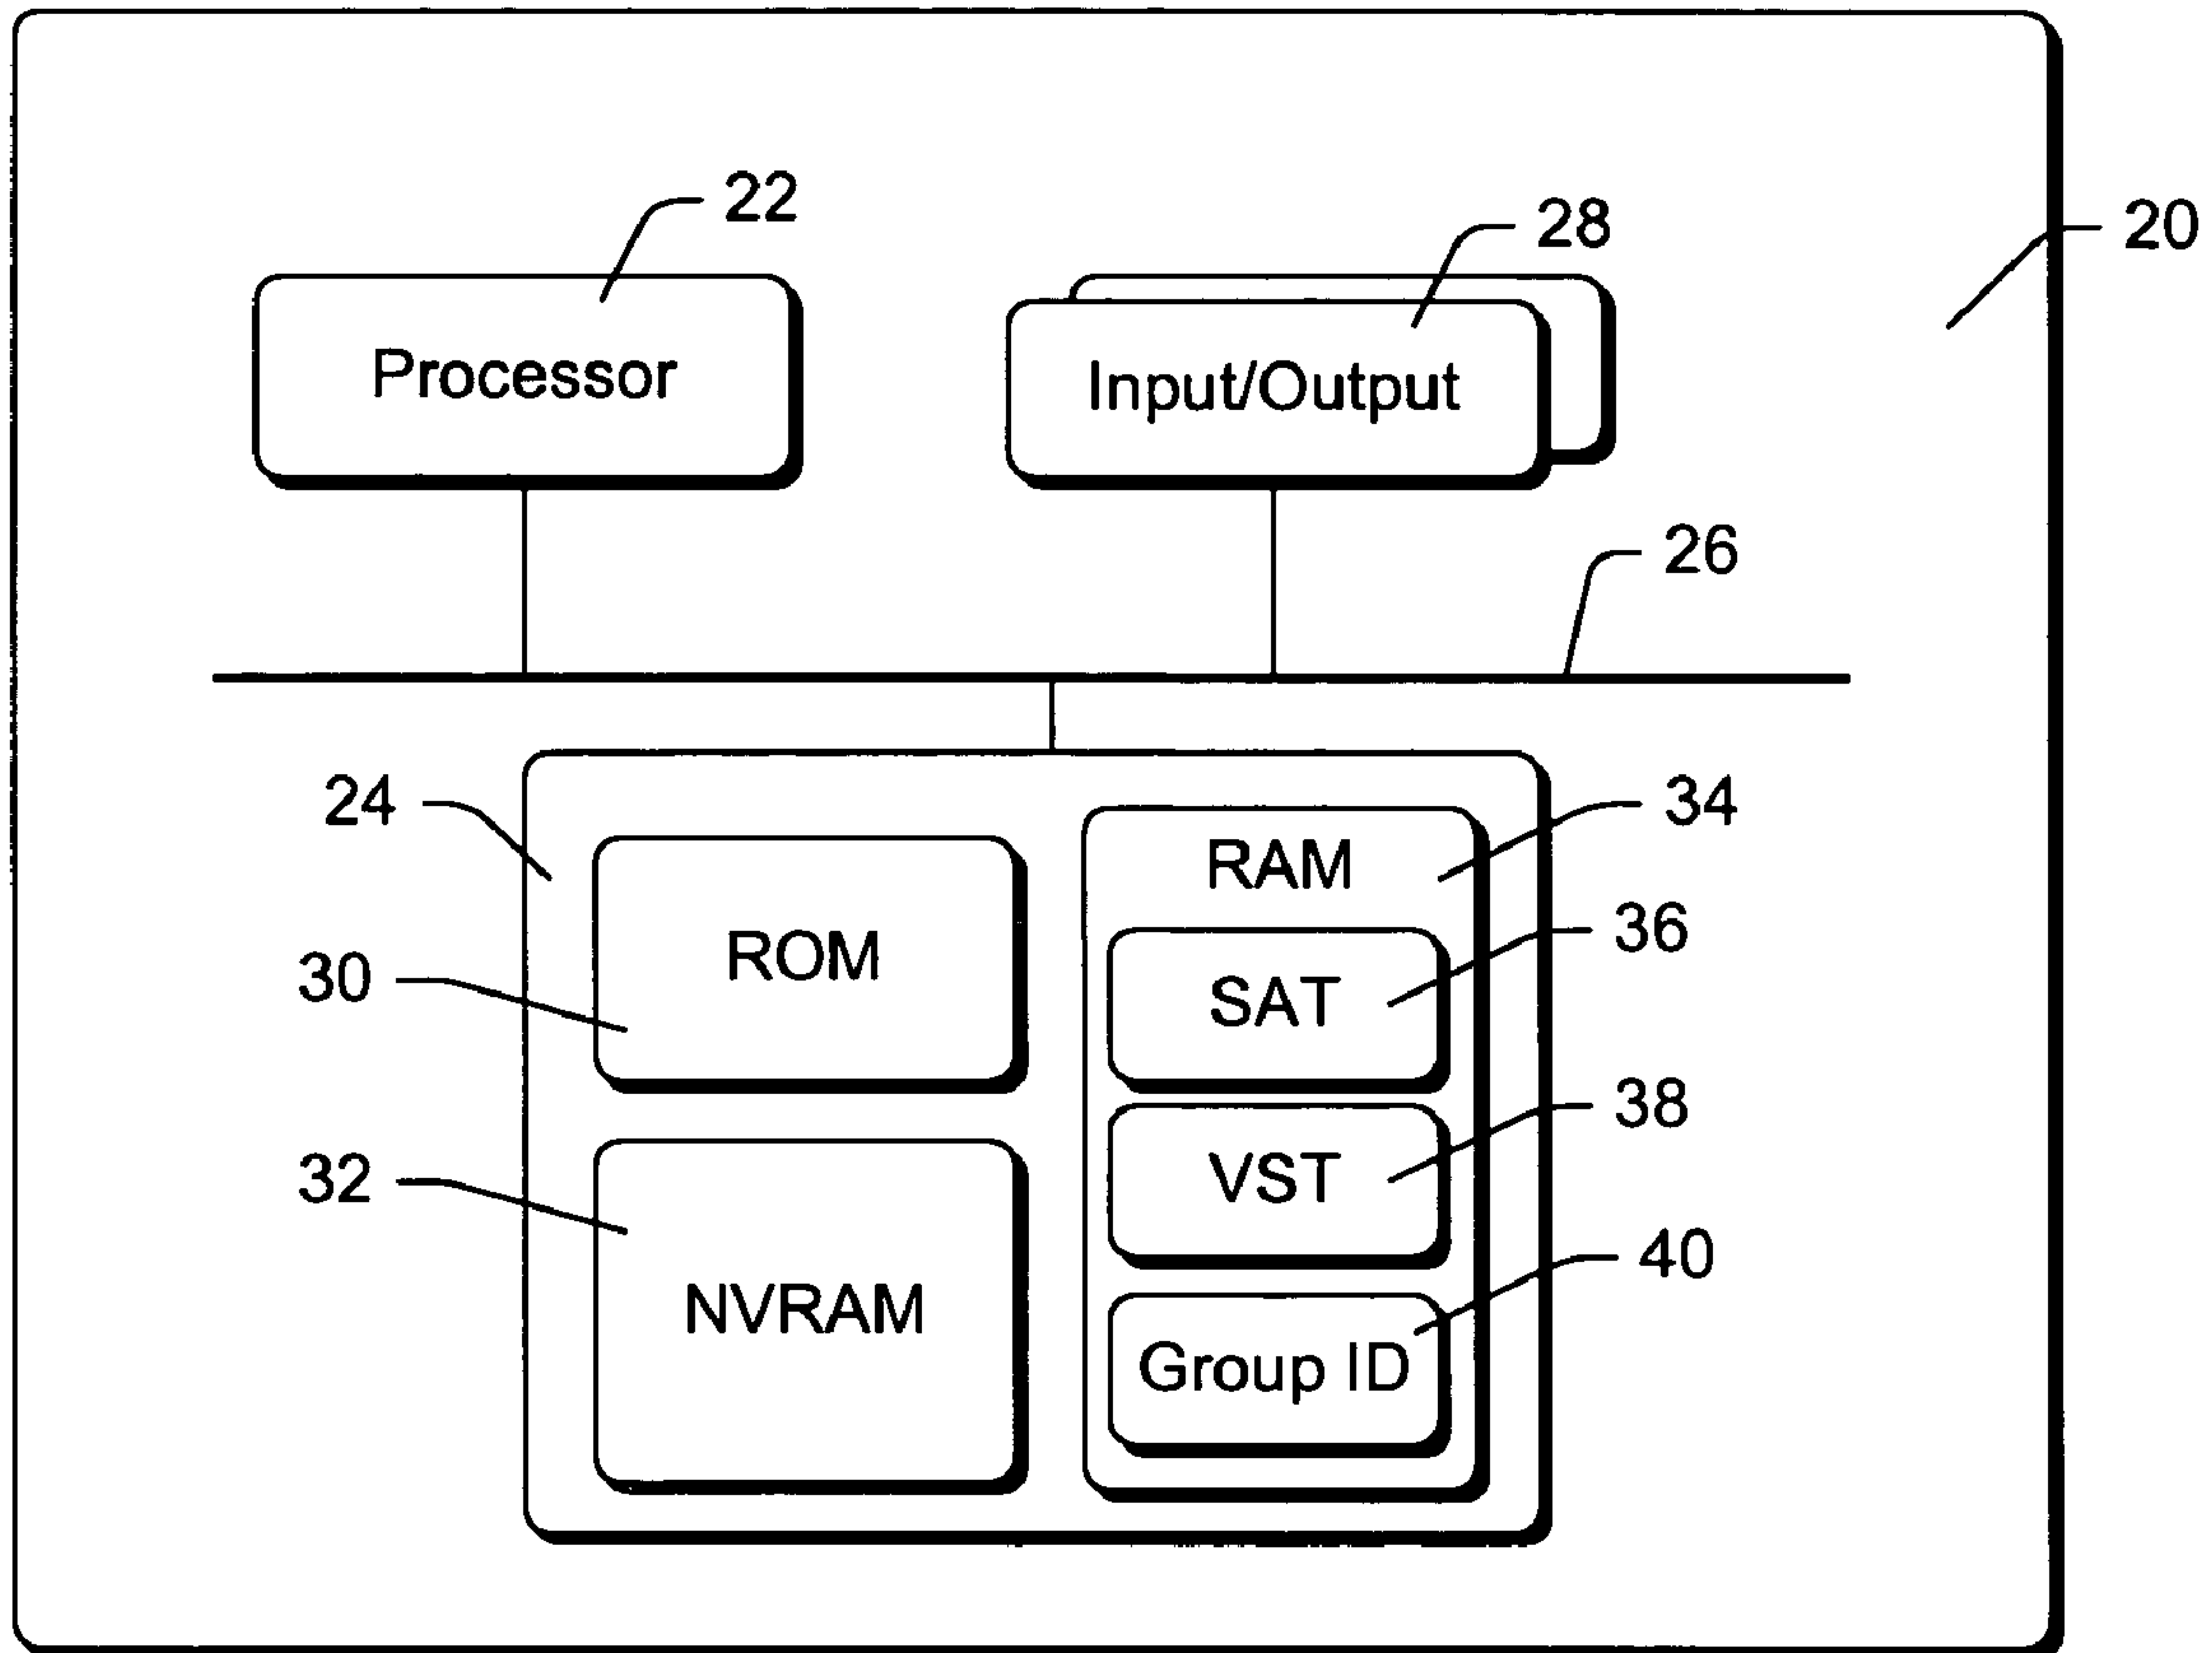 22
28
20
Processor
Input/Output
26
24
34
RAM
36
ROM
30
SAT
38
32
VST
40
NVRAM
Group ID